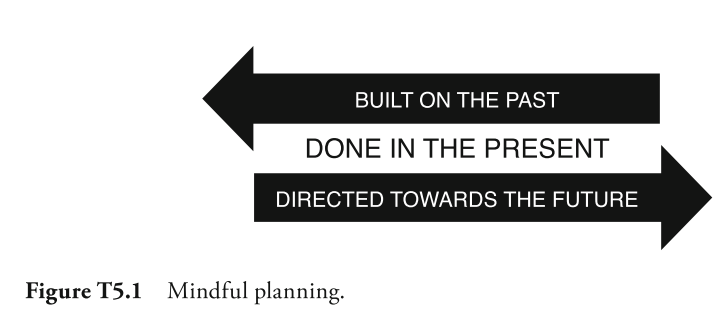 BUILT ON THE PAST
DONE IN THE PRESENT
DIRECTED TOWARDS THE FUTURE
Figure T5.1 Mindful planning.